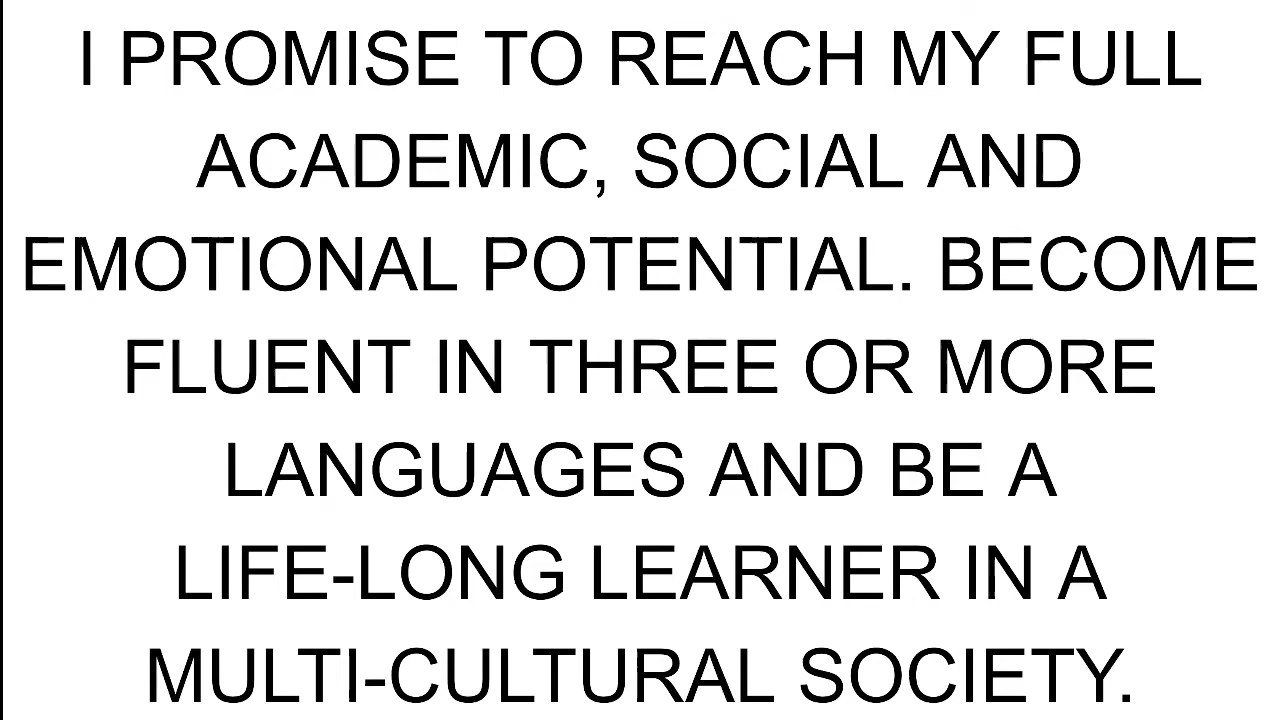 I PROMISE TO REACH MY FULL
ACADEMIC, SOCIAL AND
EMOTIONAL POTENTIAL. BECOME
FLUENT IN THREE OR MORE
LANGUAGES AND BE A
LIFE-LONG LEARNER IN A
MULTI-CULTURAL SOCIETY.